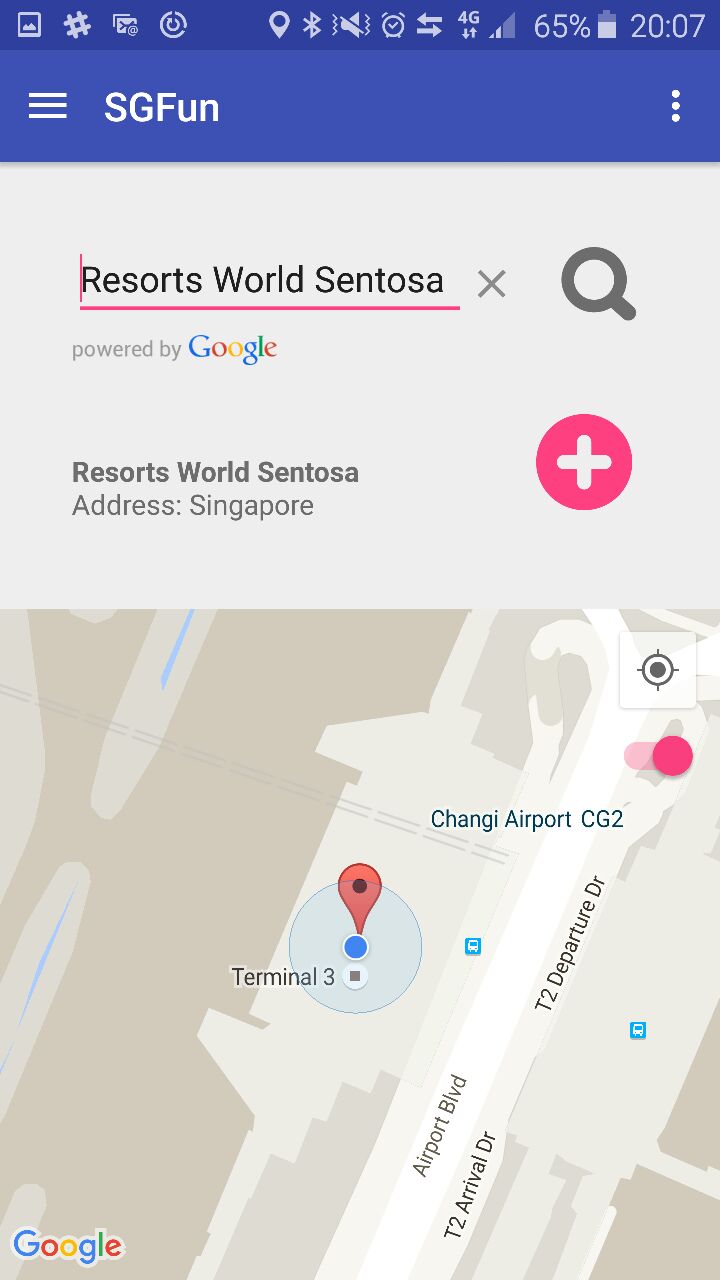 4G 65% 20:07
SGFun
Resorts World Sentosa
powered by Google
Resorts World Sentosa
Address: Singapore
Changi Airport CG2
T2 Departure Dr
Terminal 3
Airport Blvd
T2 Arrival Dr
Google